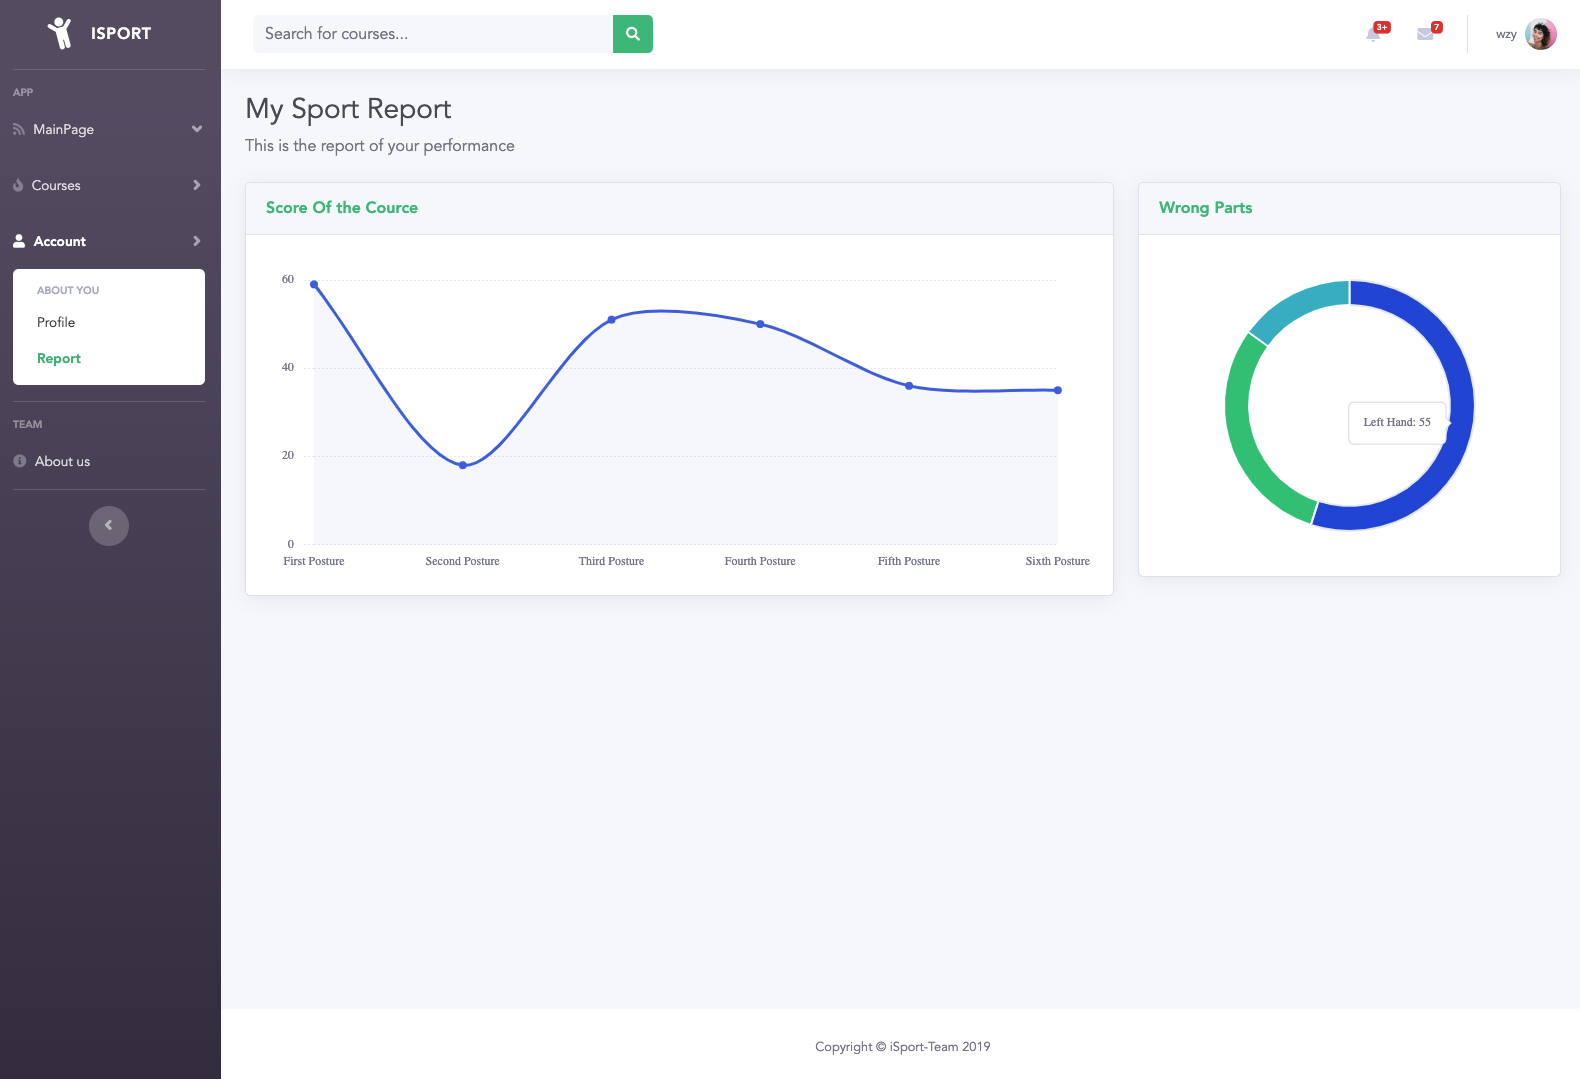 ISPORT
APP
MainPage
Courses
Account
ABOUT YOU
Profile
Report
TEAM
About us
Search for courses...
3+
7
wzy
My Sport Report
This is the report of your performance
Score Of the Cource
60
40
20
0
First Posture Second Posture Third Posture Fourth Posture Fifth Posture Sixth Posture
Wrong Parts
Left Hand: 55
Copyright © iSport-Team 2019